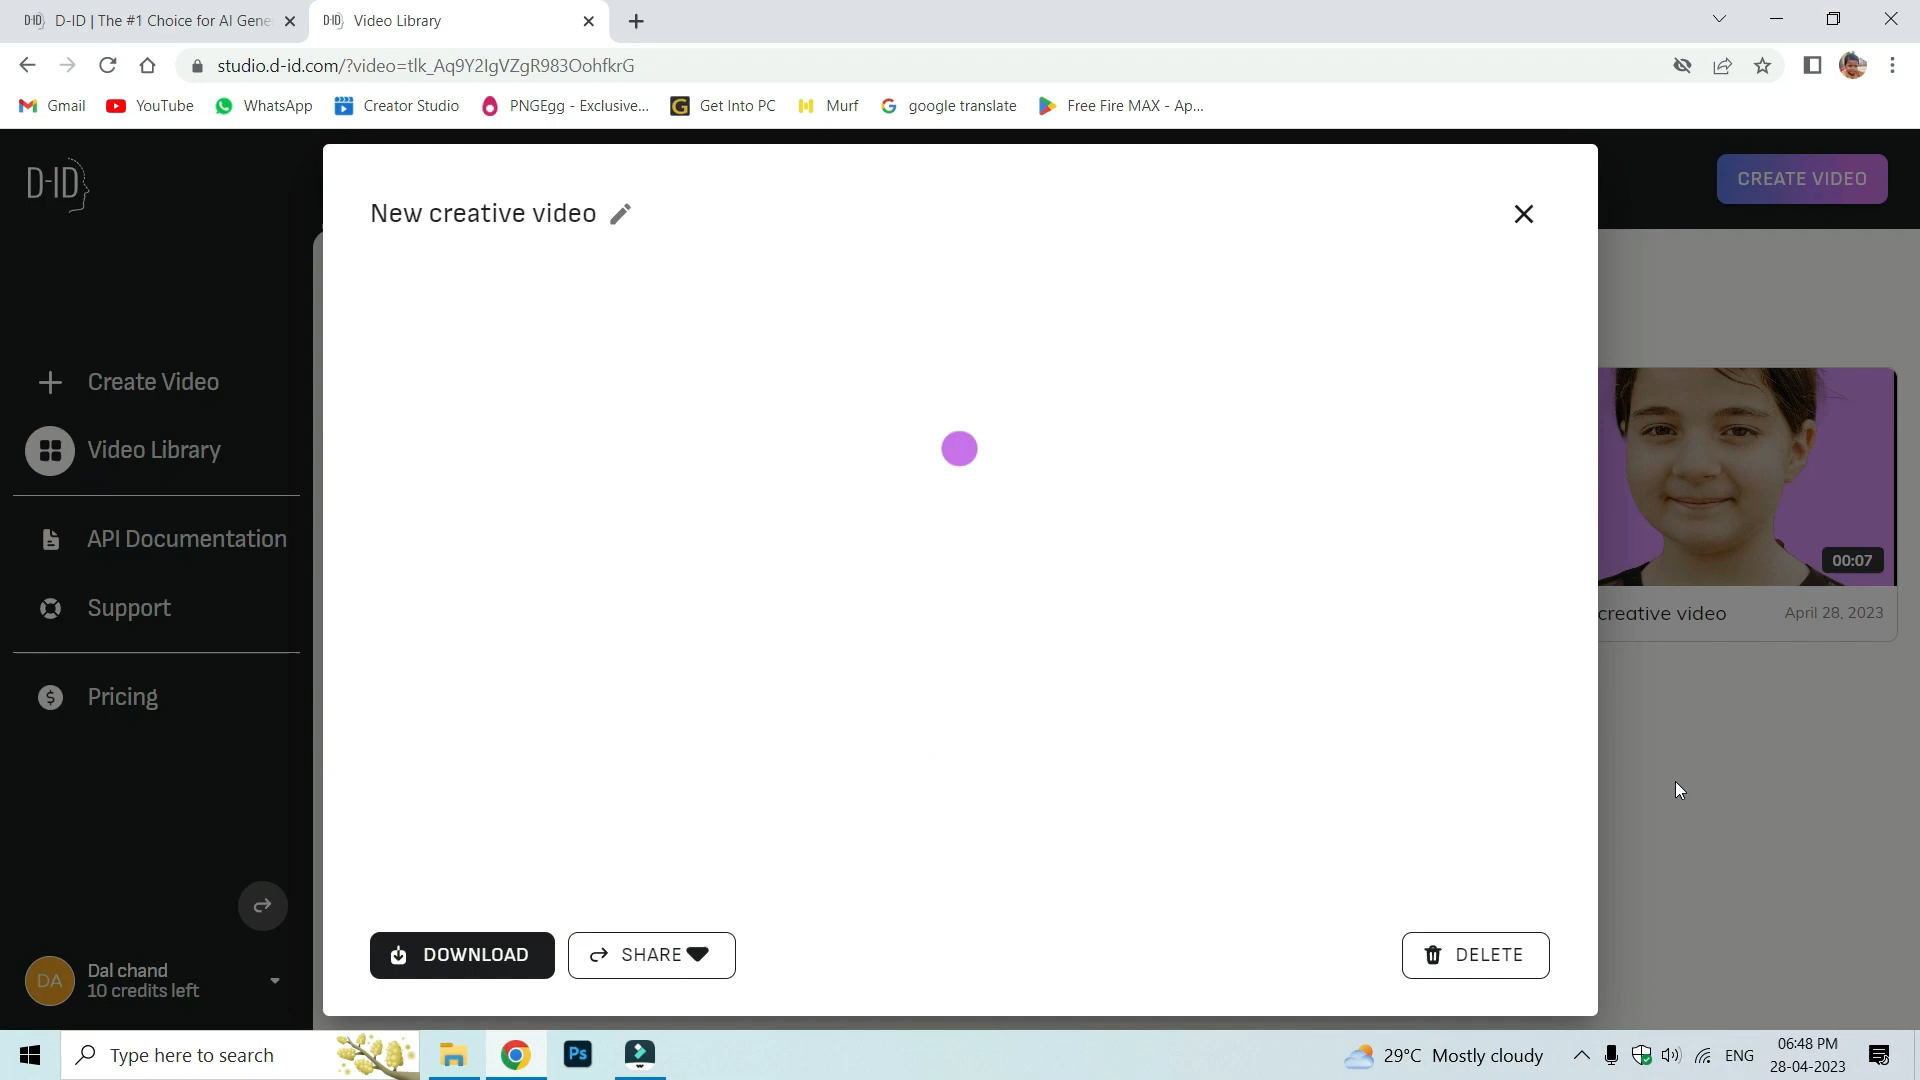 D-ID | The #1 Choice for AI Gene
Video Library
studio.d-id.com/?video=tlk_Aq9Y2IgVZgR983OohfkrG
Gmail
YouTube
WhatsApp
Creator Studio
PNGEgg - Exclusive...
Get Into PC
Murf
google translate
Free Fire MAX - Ap...
D-ID
CREATE VIDEO
New creative video
Create Video
Video Library
API Documentation
Support
Pricing
00:07
creative video
April 28, 2023
DOWNLOAD
SHARE
DELETE
DA
Dal chand
10 credits left
Type here to search
Ps
29°C Mostly cloudy
ENG
06:48 PM
28-04-2023